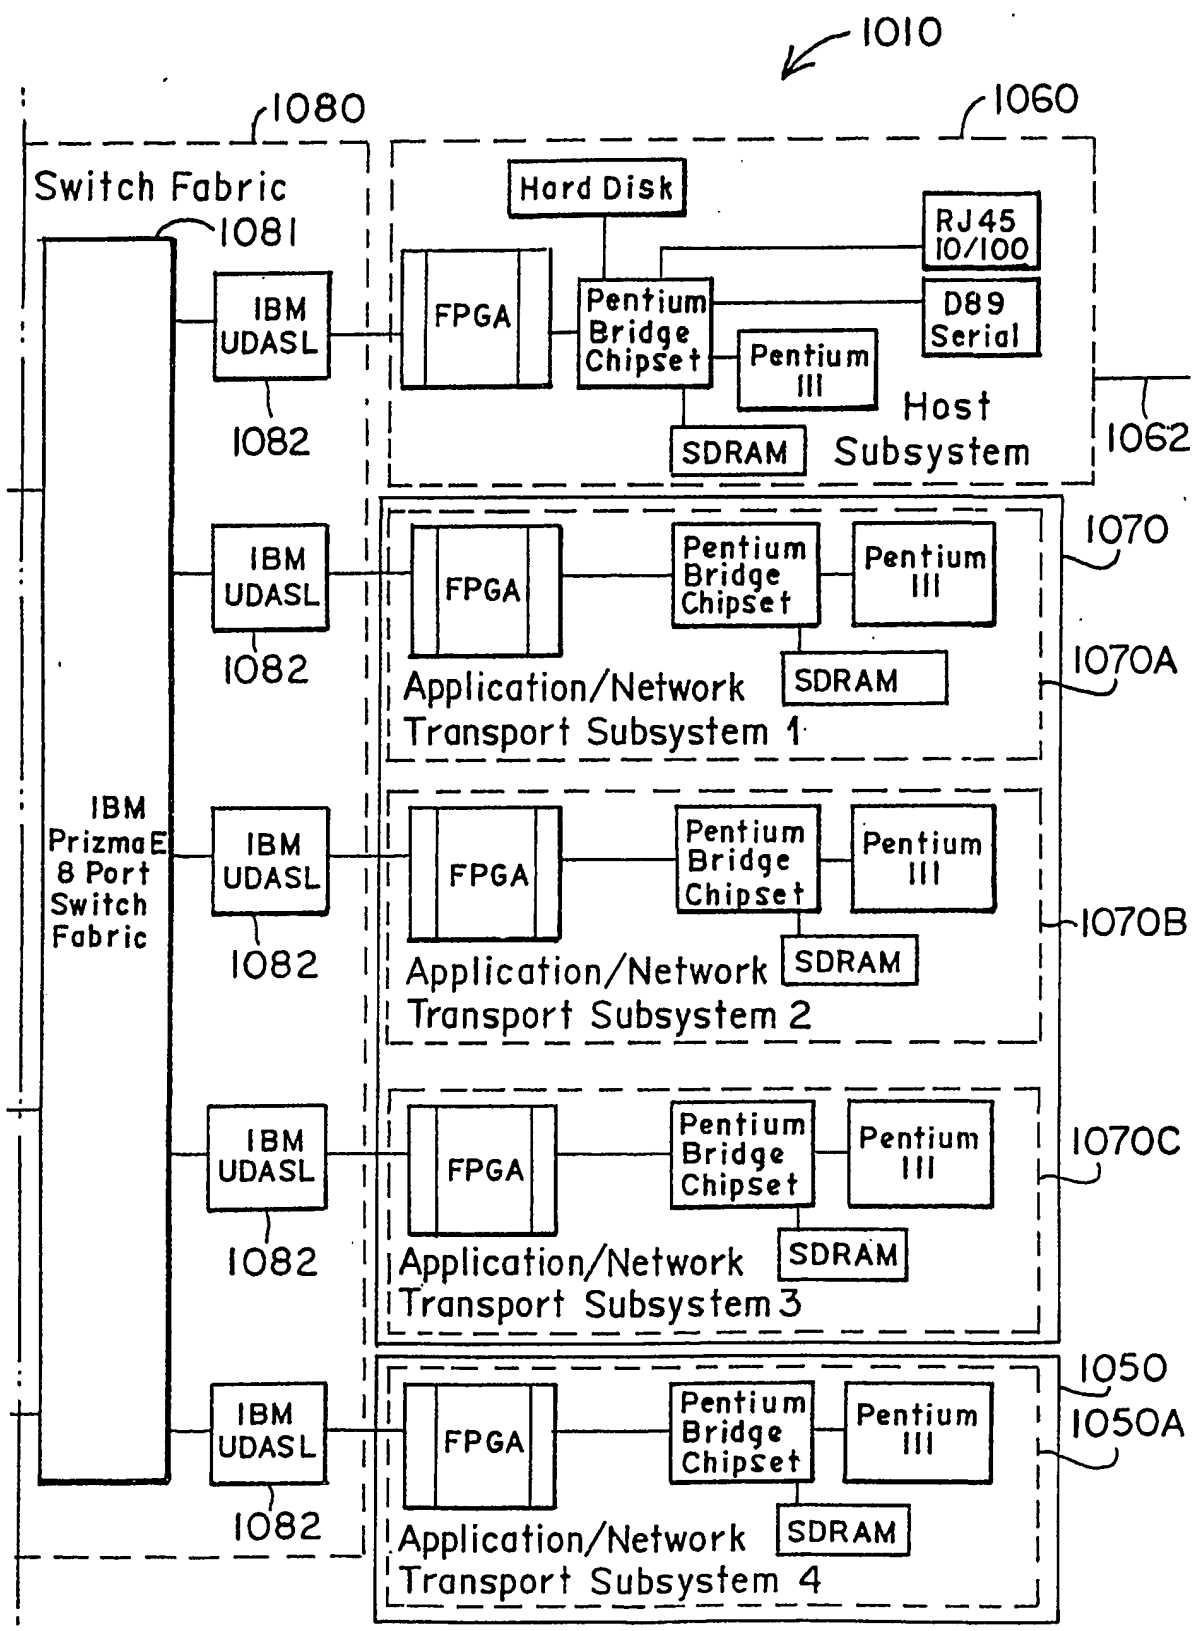 1010
1080
1060
Switch Fabric
1081
Hard Disk
RJ45
10/100
IBM
UDASL
FPGA
Pentium
Bridge
Chipset
D89
Serial
Pentium
III
Host
Subsystem
1082
SDRAM
1062
1070
IBM
UDASL
FPGA
Pentium
Bridge
Chipset
Pentium
III
1082
SDRAM
1070A
Application/Network
Transport Subsystem 1
IBM
PrizmaE
8 Port
Switch
Fabric
IBM
UDASL
FPGA
Pentium
Bridge
Chipset
Pentium
III
1070B
1082
SDRAM
Application/Network
Transport Subsystem 2
IBM
UDASL
FPGA
Pentium
Bridge
Chipset
Pentium
III
1070C
1082
SDRAM
Application/Network
Transport Subsystem 3
1050
IBM
UDASL
FPGA
Pentium
Bridge
Chipset
Pentium
III
1050A
1082
SDRAM
Application/Network
Transport Subsystem 4